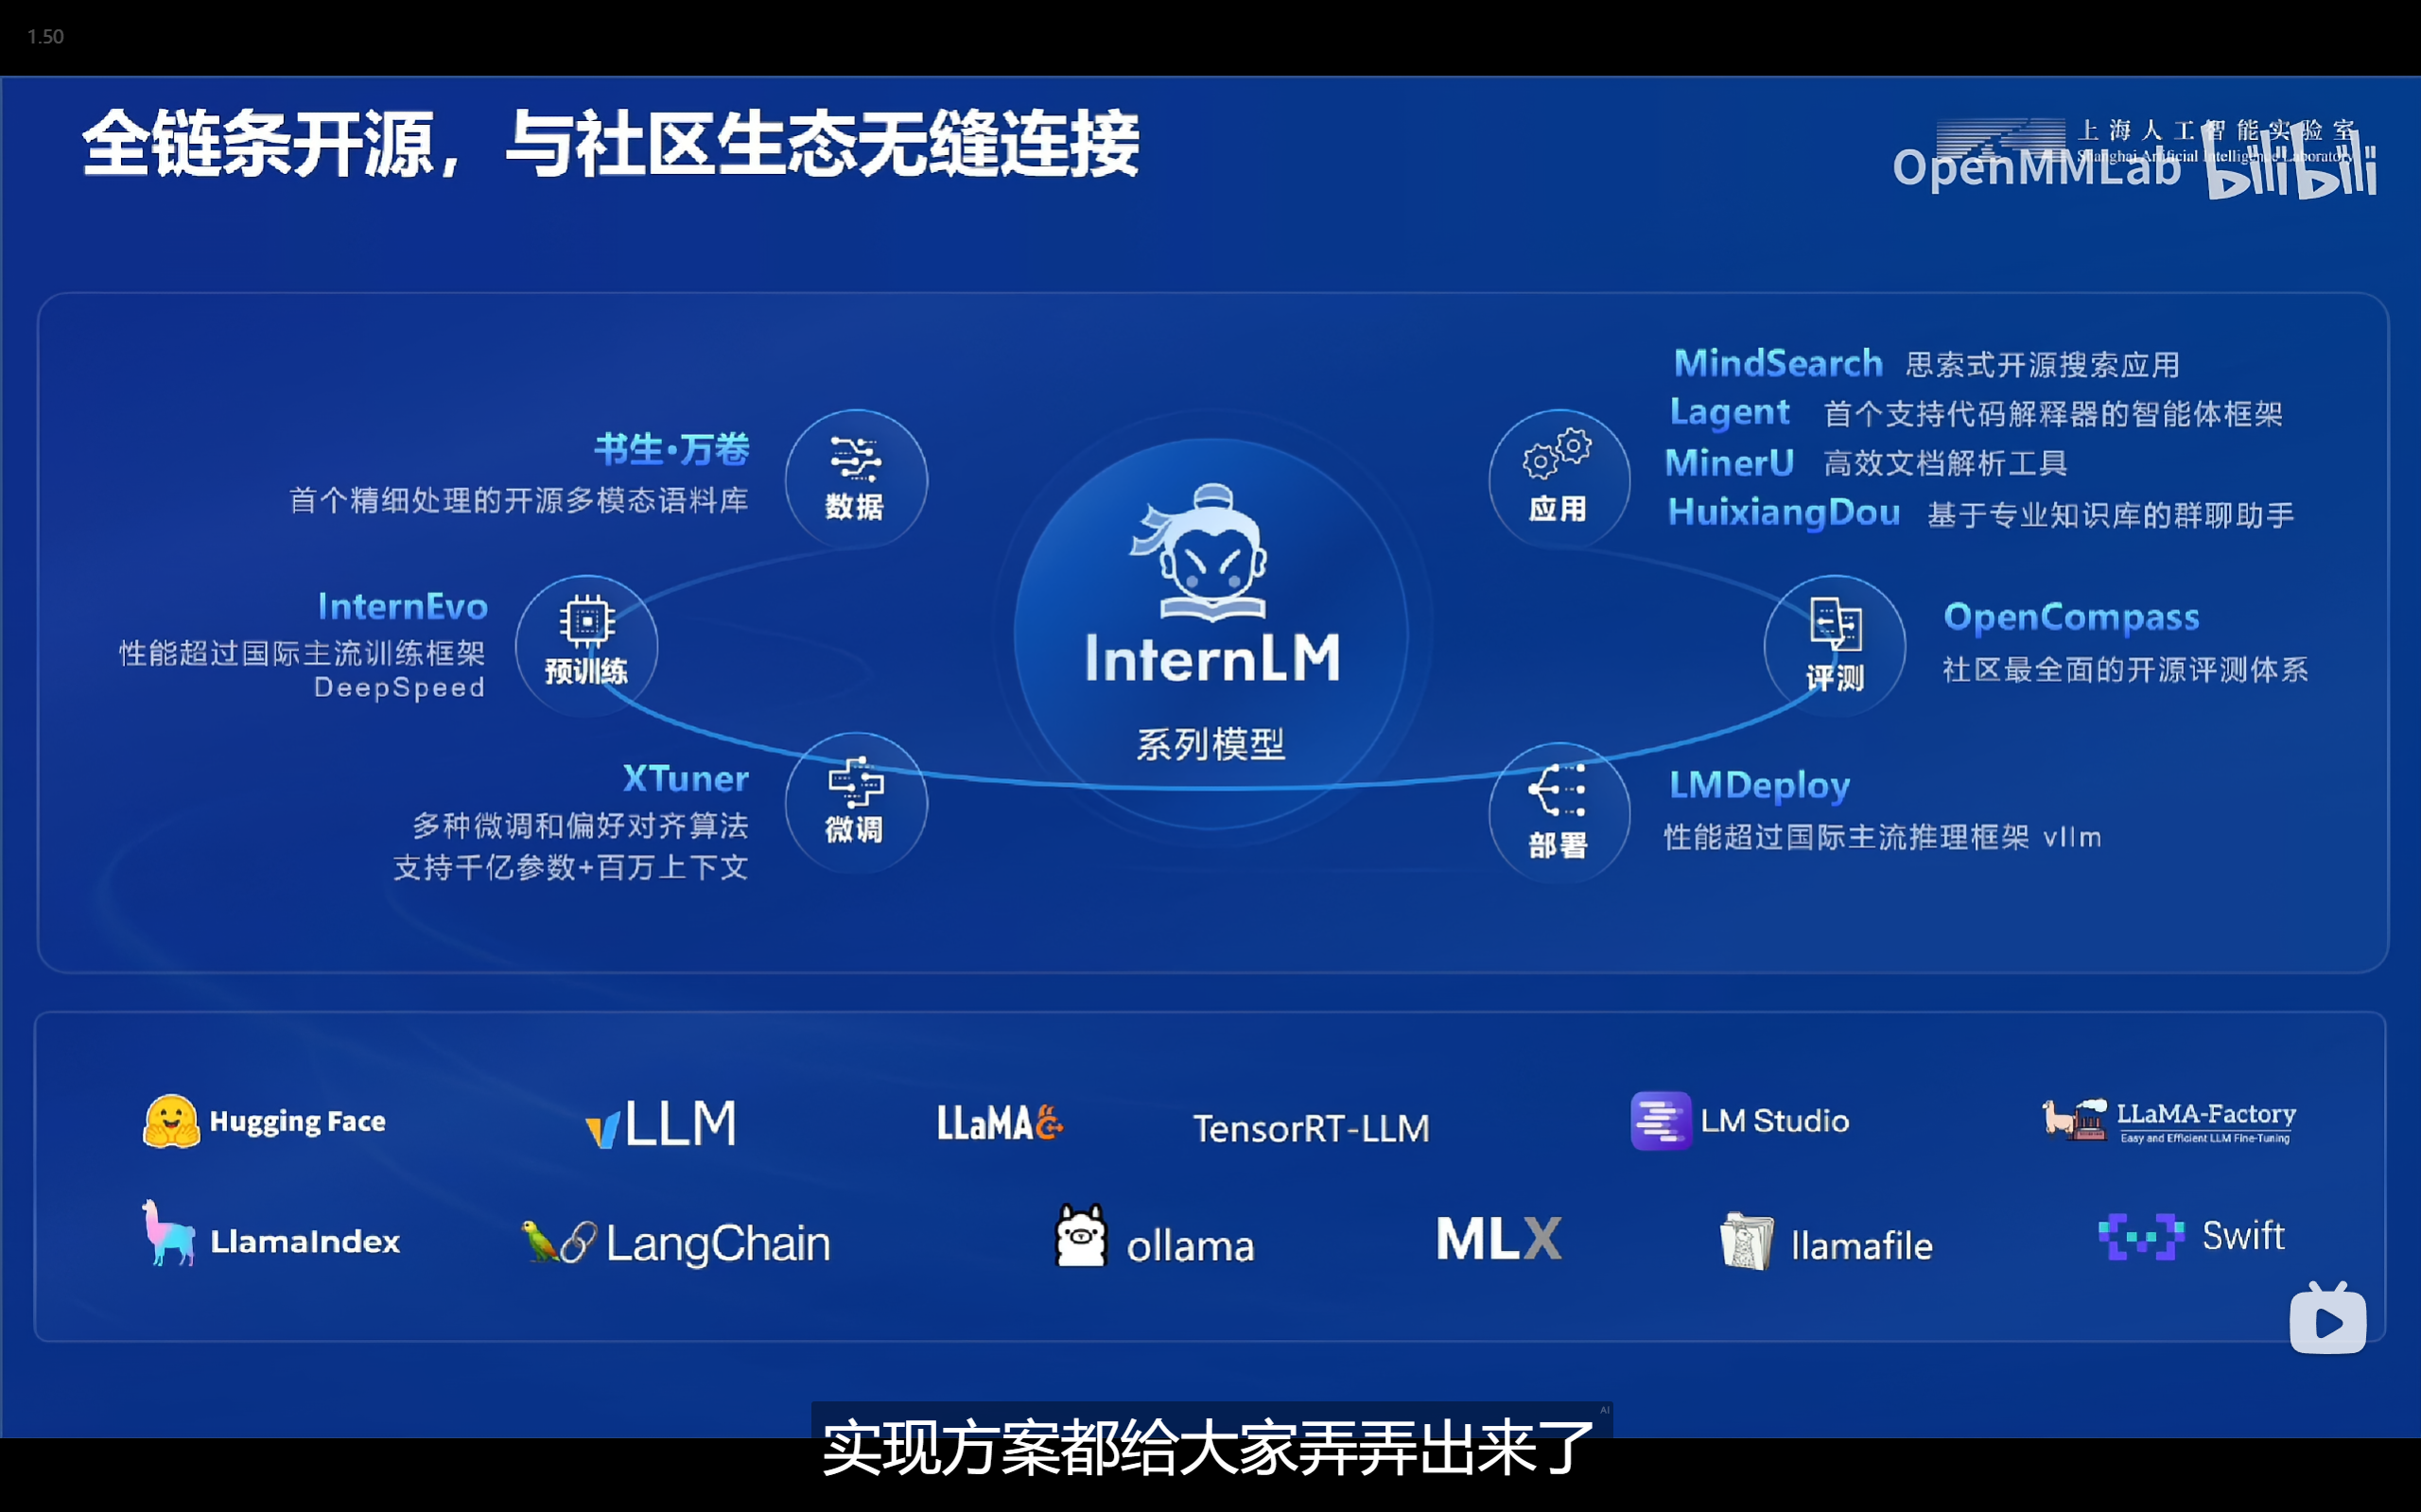 1.50
全链条开源，与社区生态无缝连接
上海人工智能实验室
Shanghai Artificial Intelligence Laboratory
OpenMMLab bilibili
书生·万卷
首个精细处理的开源多模态语料库
数据
InternEvo
性能超过国际主流训练框架
DeepSpeed
预训练
XTuner
多种微调和偏好对齐算法
支持千亿参数+百万上下文
微调
InternLM
系列模型
应用
MindSearch 思索式开源搜索应用
Lagent 首个支持代码解释器的智能体框架
MinerU 高效文档解析工具
HuixiangDou 基于专业知识库的群聊助手
评测
OpenCompass
社区最全面的开源评测体系
部署
LMDeploy
性能超过国际主流推理框架 vllm
Hugging Face
vLLM
LLaMA C++
TensorRT-LLM
LM Studio
LLaMA-Factory
Easy and Efficient LLM Fine-Tuning
LlamaIndex
LangChain
ollama
MLX
llamafile
Swift
AI
实现方案都给大家弄弄出来了